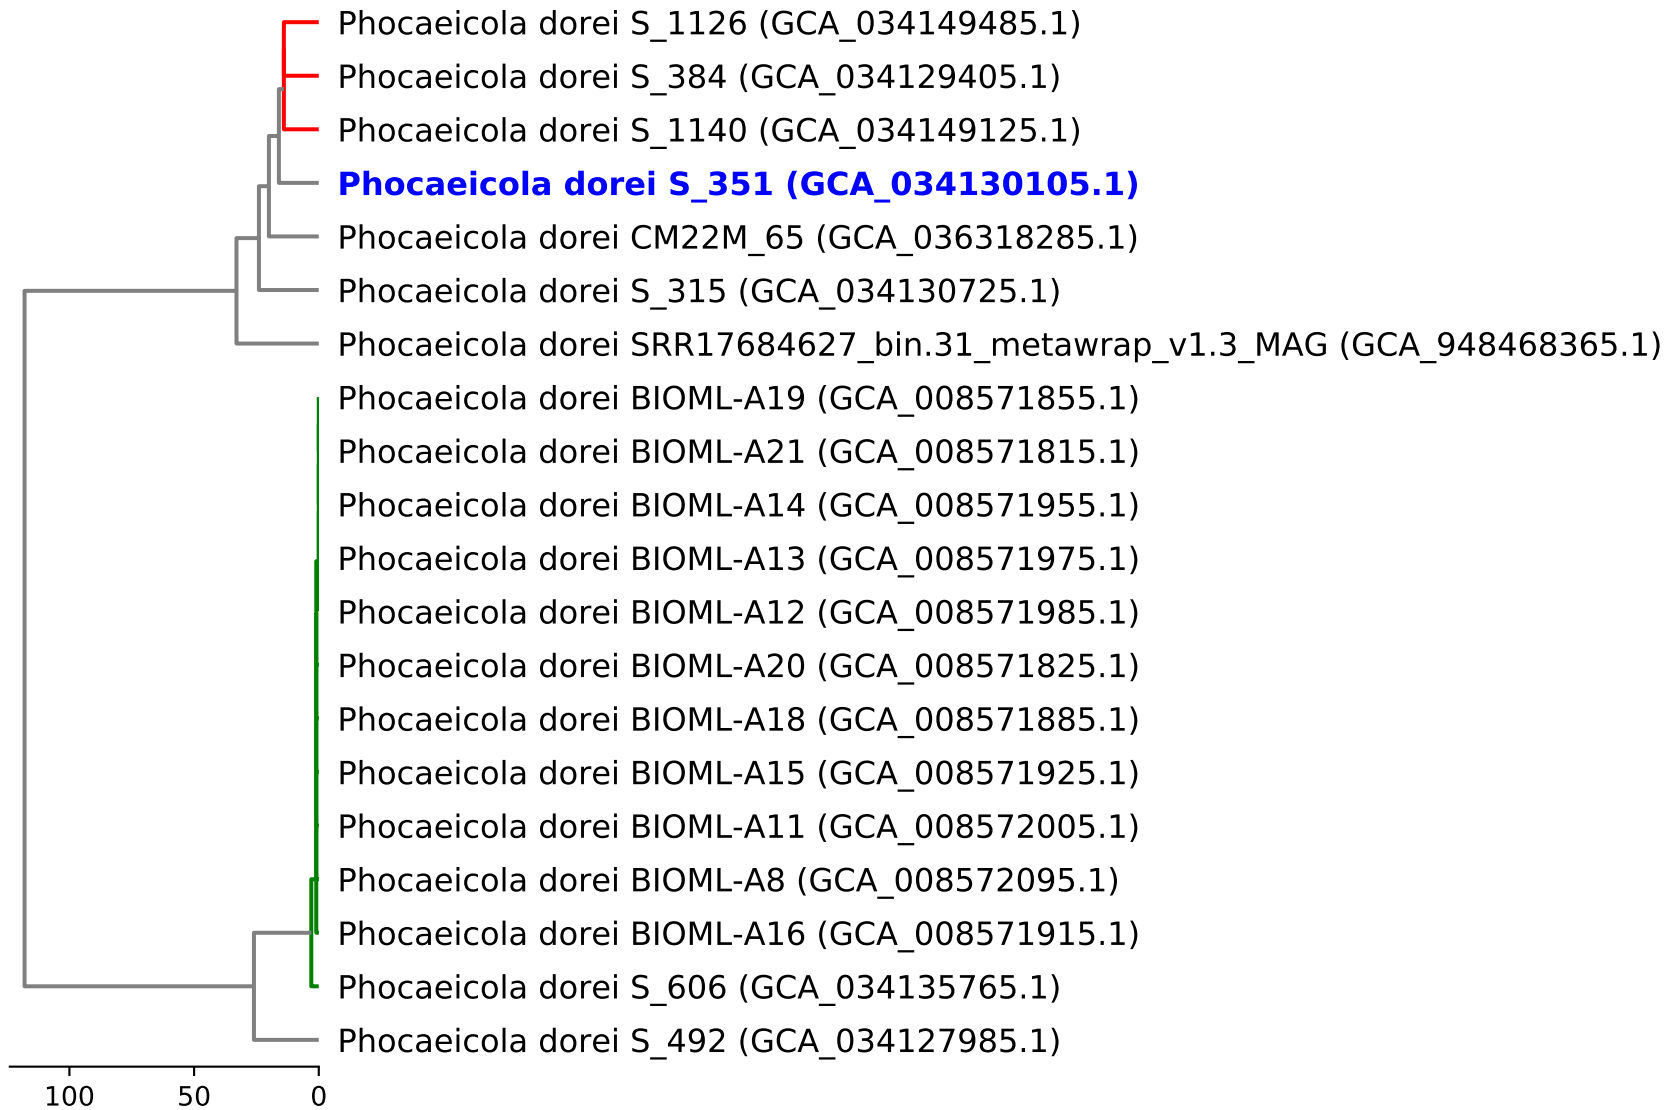 Phocaeicola dorei S_1126 (GCA_034149485.1)
Phocaeicola dorei S_384 (GCA_034129405.1)
Phocaeicola dorei S_1140 (GCA_034149125.1)
Phocaeicola dorei S_351 (GCA_034130105.1)
Phocaeicola dorei CM22M_65 (GCA_036318285.1)
Phocaeicola dorei S_315 (GCA_034130725.1)
Phocaeicola dorei SRR17684627_bin.31_metawrap_v1.3_MAG (GCA_948468365.1)
Phocaeicola dorei BIOML-A19 (GCA_008571855.1)
Phocaeicola dorei BIOML-A21 (GCA_008571815.1)
Phocaeicola dorei BIOML-A14 (GCA_008571955.1)
Phocaeicola dorei BIOML-A13 (GCA_008571975.1)
Phocaeicola dorei BIOML-A12 (GCA_008571985.1)
Phocaeicola dorei BIOML-A20 (GCA_008571825.1)
Phocaeicola dorei BIOML-A18 (GCA_008571885.1)
Phocaeicola dorei BIOML-A15 (GCA_008571925.1)
Phocaeicola dorei BIOML-A11 (GCA_008572005.1)
Phocaeicola dorei BIOML-A8 (GCA_008572095.1)
Phocaeicola dorei BIOML-A16 (GCA_008571915.1)
Phocaeicola dorei S_606 (GCA_034135765.1)
Phocaeicola dorei S_492 (GCA_034127985.1)
100 50 0